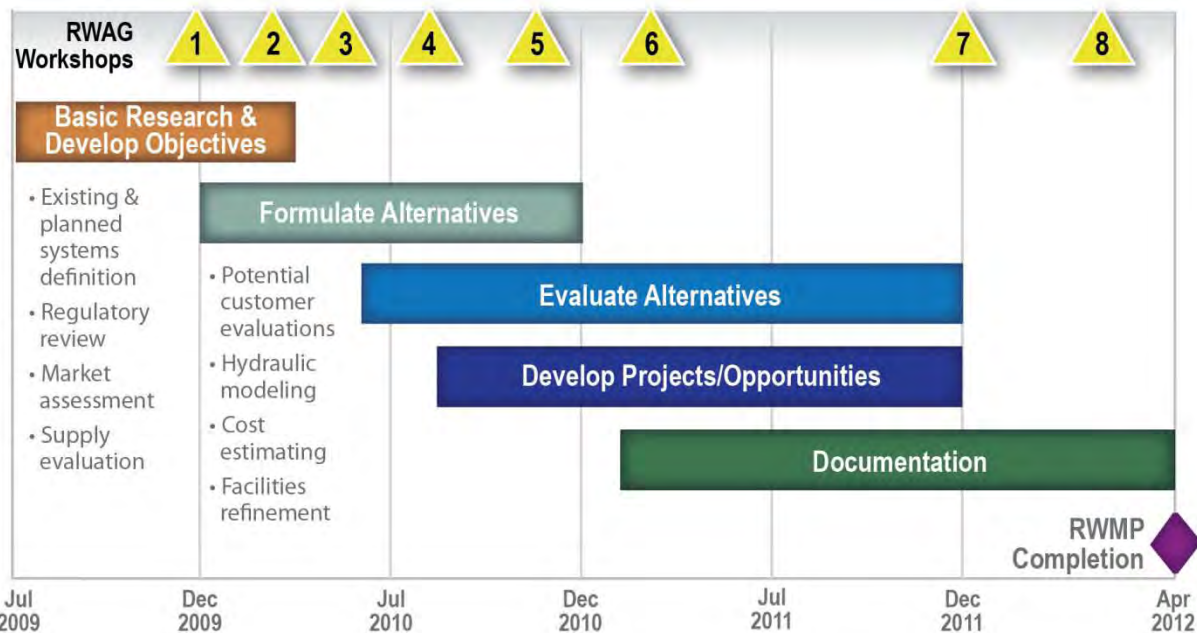 RWAG
Workshops
1
2
3
4
5
6
7
8
Basic Research &
Develop Objectives
• Existing &
planned
systems
definition
• Regulatory
review
• Market
assessment
• Supply
evaluation
Formulate Alternatives
• Potential
customer
evaluations
• Hydraulic
modeling
• Cost
estimating
• Facilities
refinement
Evaluate Alternatives
Develop Projects/Opportunities
Documentation
RWMP
Completion
Jul
2009
Dec
2009
Jul
2010
Dec
2010
Jul
2011
Dec
2011
Apr
2012